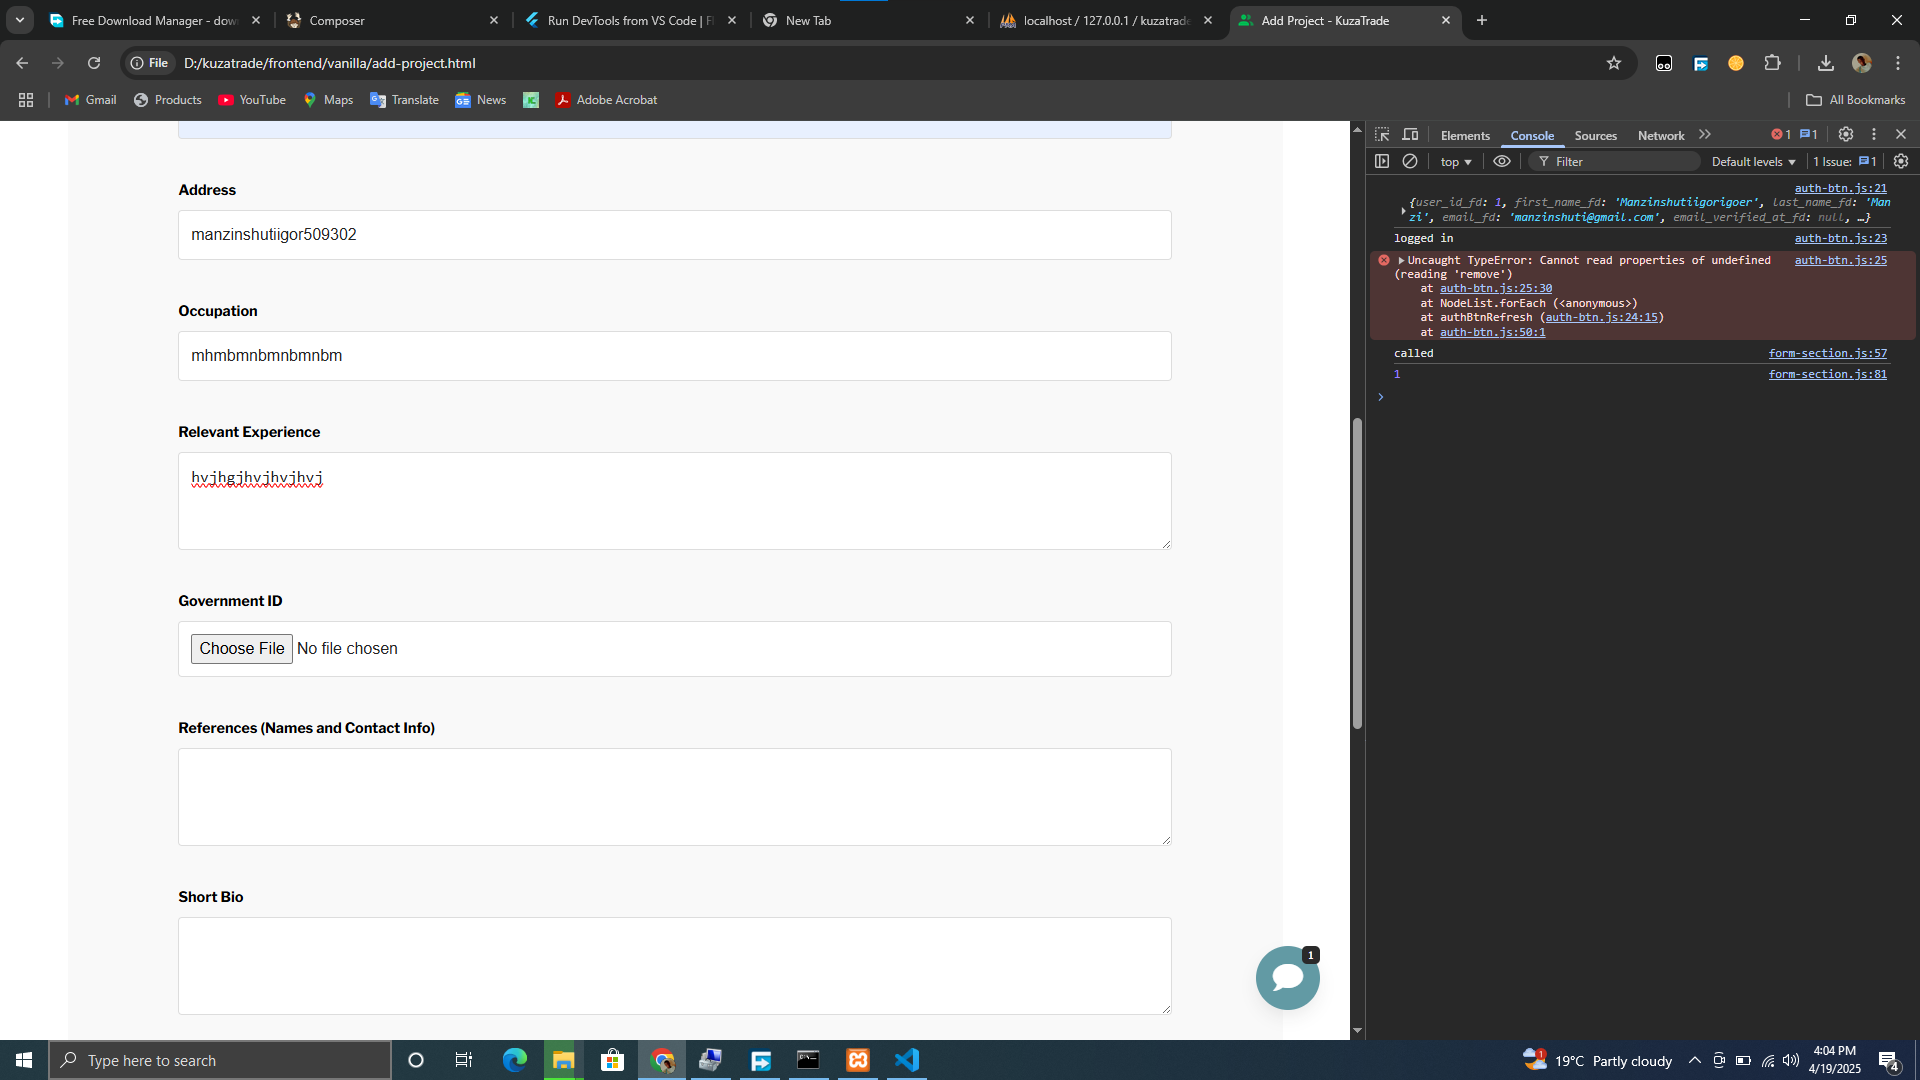 Free Download Manager - dow
Composer
Run DevTools from VS Code | Fl
New Tab
localhost / 127.0.0.1 / kuzatrade
Add Project - KuzaTrade
File
D:/kuzatrade/frontend/vanilla/add-project.html
Gmail
Products
YouTube
Maps
Translate
News
Adobe Acrobat
All Bookmarks
Address
manzinshutiigor509302
Occupation
mhmbmnbmnbmnbm
Relevant Experience
hvjhgjhvjhvjhvj
Government ID
Choose File No file chosen
References (Names and Contact Info)
Short Bio
1
Elements Console Sources Network 1 1
top Filter Default levels 1 Issue: 1
auth-btn.js:21
{user_id_fd: 1, first_name_fd: 'Manzinshutiigorigoer', last_name_fd: 'Man
zi', email_fd: 'manzinshuti@gmail.com', email_verified_at_fd: null, …}
logged in auth-btn.js:23
Uncaught TypeError: Cannot read properties of undefined auth-btn.js:25
(reading 'remove')
at auth-btn.js:25:30
at NodeList.forEach (<anonymous>)
at authBtnRefresh (auth-btn.js:24:15)
at auth-btn.js:50:1
called form-section.js:57
1 form-section.js:81
Type here to search
1
19°C Partly cloudy
4:04 PM
4/19/2025
4